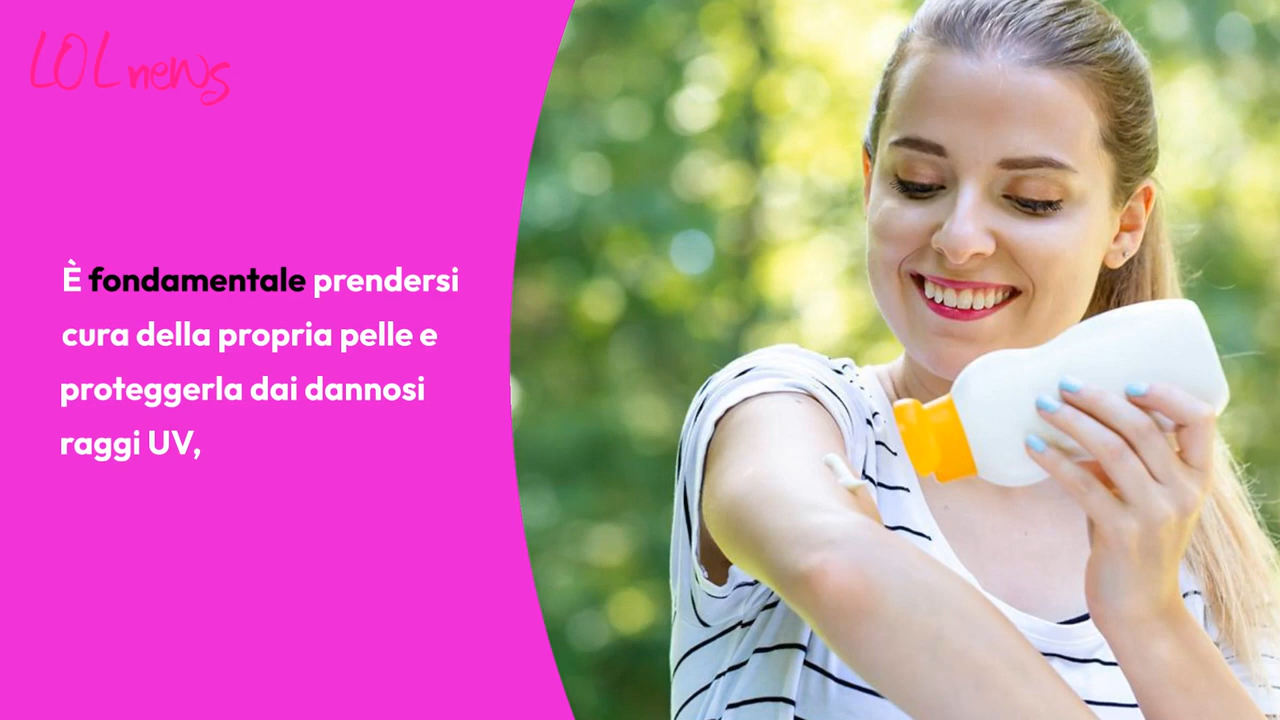 LOL news
È fondamentale prendersi
cura della propria pelle e
proteggerla dai dannosi
raggi UV,